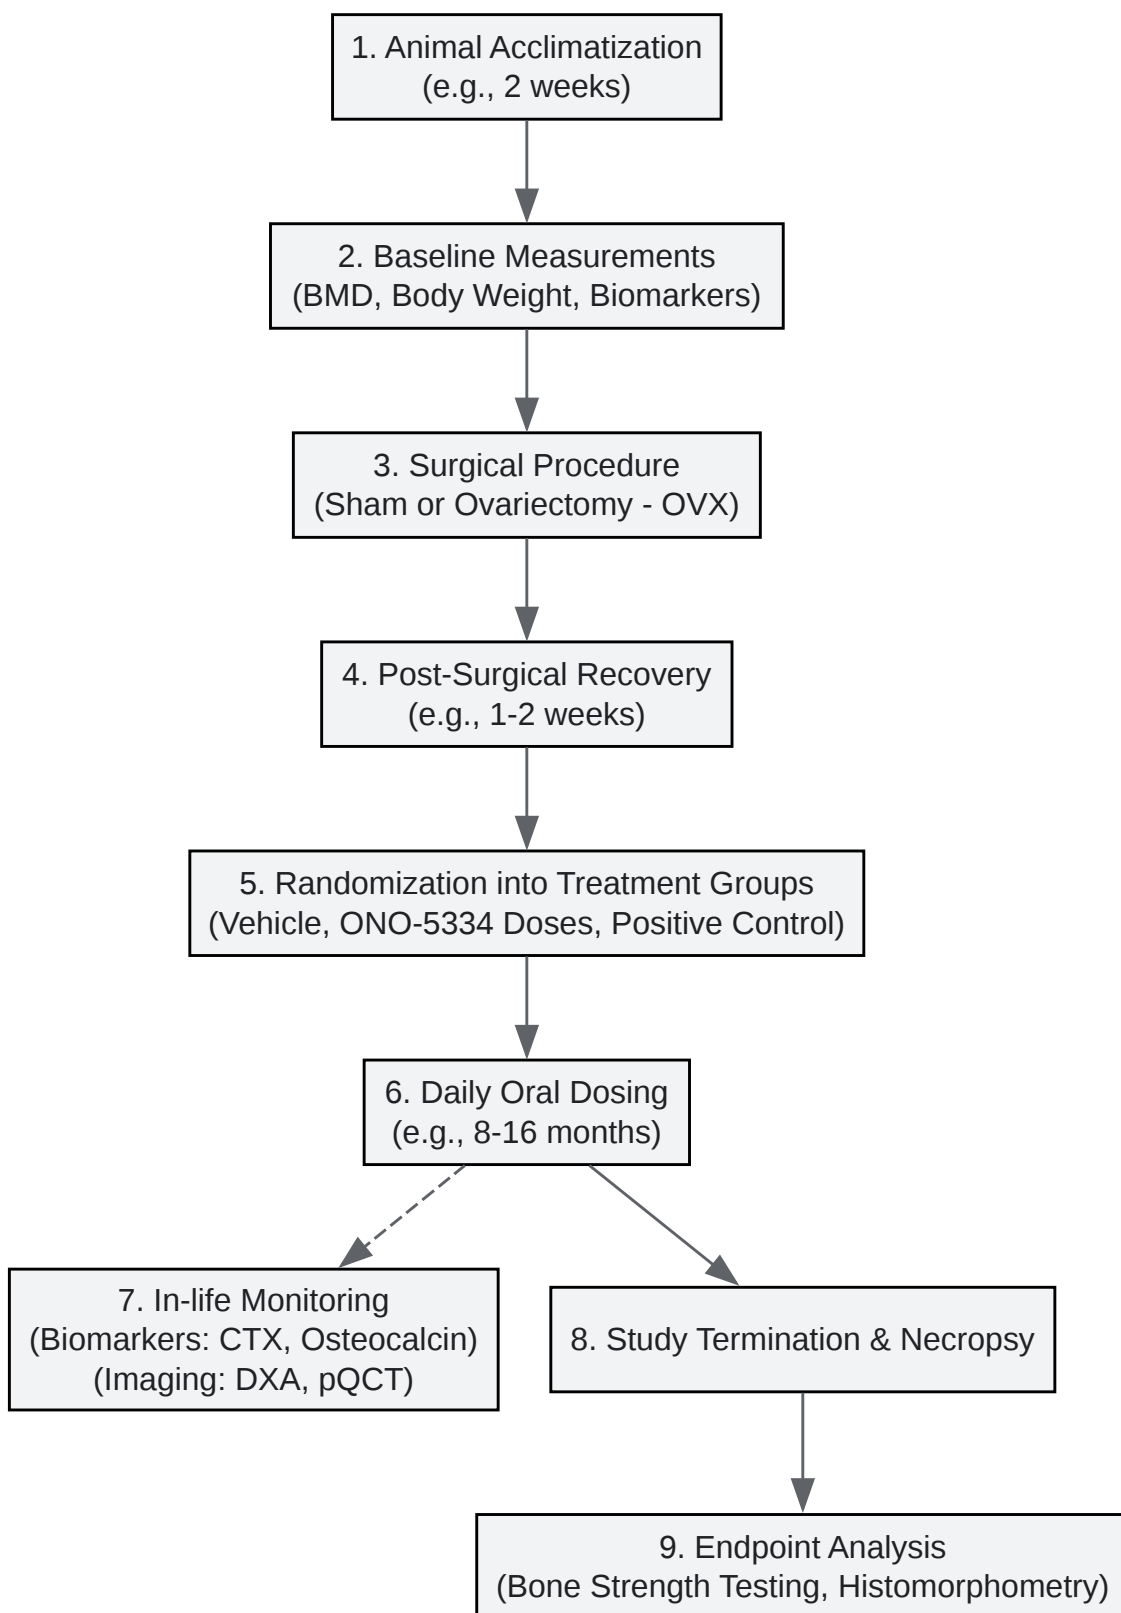 1. Animal Acclimatization
(e.g., 2 weeks)
2. Baseline Measurements
(BMD, Body Weight, Biomarkers)
3. Surgical Procedure
(Sham or Ovariectomy - OVX)
4. Post-Surgical Recovery
(e.g., 1-2 weeks)
5. Randomization into Treatment Groups
(Vehicle, ONO-5334 Doses, Positive Control)
6. Daily Oral Dosing
(e.g., 8-16 months)
7. In-life Monitoring
(Biomarkers: CTX, Osteocalcin)
(Imaging: DXA, pQCT)
8. Study Termination & Necropsy
9. Endpoint Analysis
(Bone Strength Testing, Histomorphometry)